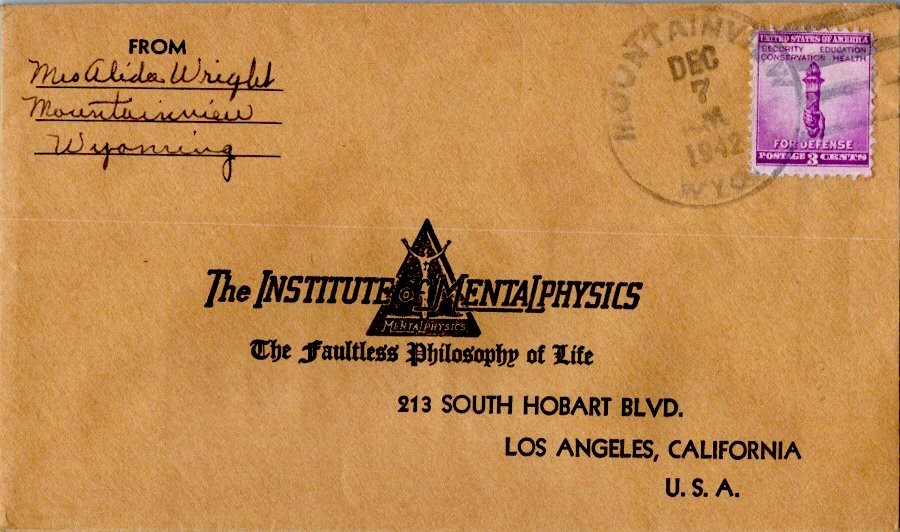 FROM
Mrs Alida Wright
Mountainview
Wyoming
MOUNTAINVIEW
DEC
7
M
1942
WYO.
UNITED STATES OF AMERICA
SECURITY EDUCATION
CONSERVATION HEALTH
FOR DEFENSE
POSTAGE 3 CENTS
The INSTITUTE of MENTALPHYSICS
MENTALPHYSICS
The Faultless Philosophy of Life
213 SOUTH HOBART BLVD.
LOS ANGELES, CALIFORNIA
U. S. A.